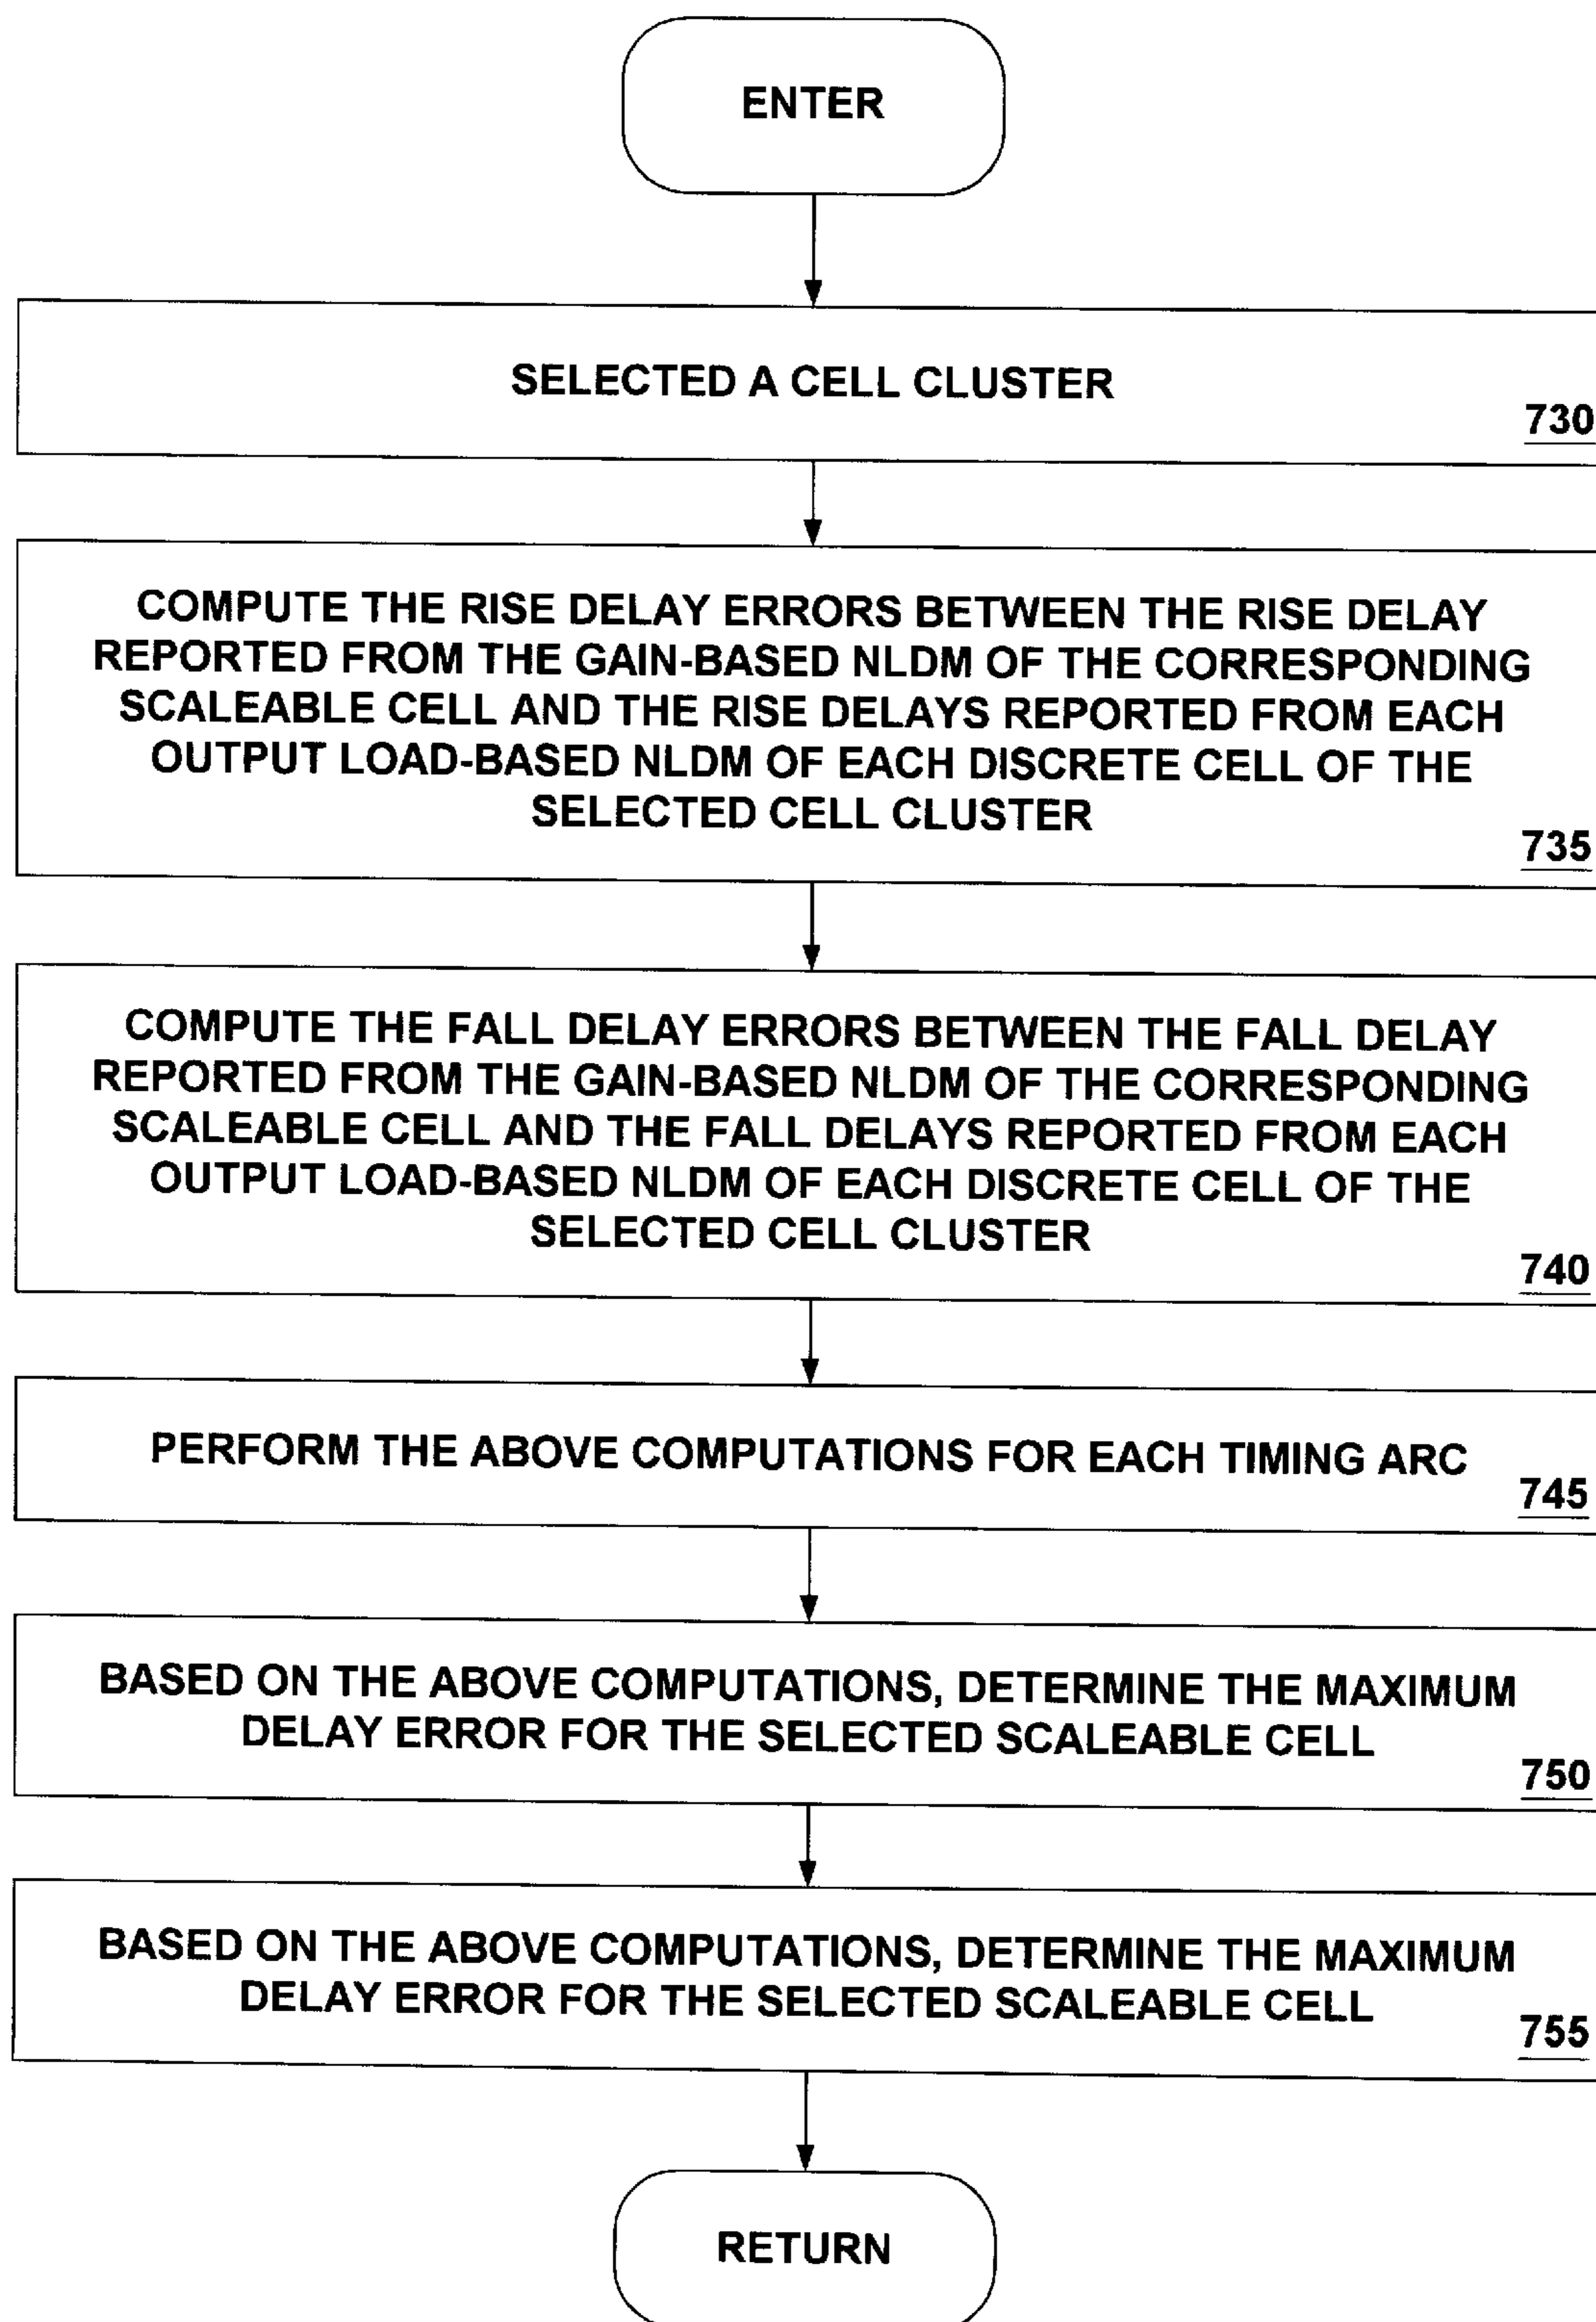 ENTER
SELECTED A CELL CLUSTER
730
COMPUTE THE RISE DELAY ERRORS BETWEEN THE RISE DELAY
REPORTED FROM THE GAIN-BASED NLDM OF THE CORRESPONDING
SCALEABLE CELL AND THE RISE DELAYS REPORTED FROM EACH
OUTPUT LOAD-BASED NLDM OF EACH DISCRETE CELL OF THE
SELECTED CELL CLUSTER
735
COMPUTE THE FALL DELAY ERRORS BETWEEN THE FALL DELAY
REPORTED FROM THE GAIN-BASED NLDM OF THE CORRESPONDING
SCALEABLE CELL AND THE FALL DELAYS REPORTED FROM EACH
OUTPUT LOAD-BASED NLDM OF EACH DISCRETE CELL OF THE
SELECTED CELL CLUSTER
740
PERFORM THE ABOVE COMPUTATIONS FOR EACH TIMING ARC
745
BASED ON THE ABOVE COMPUTATIONS, DETERMINE THE MAXIMUM
DELAY ERROR FOR THE SELECTED SCALEABLE CELL
750
BASED ON THE ABOVE COMPUTATIONS, DETERMINE THE MAXIMUM
DELAY ERROR FOR THE SELECTED SCALEABLE CELL
755
RETURN